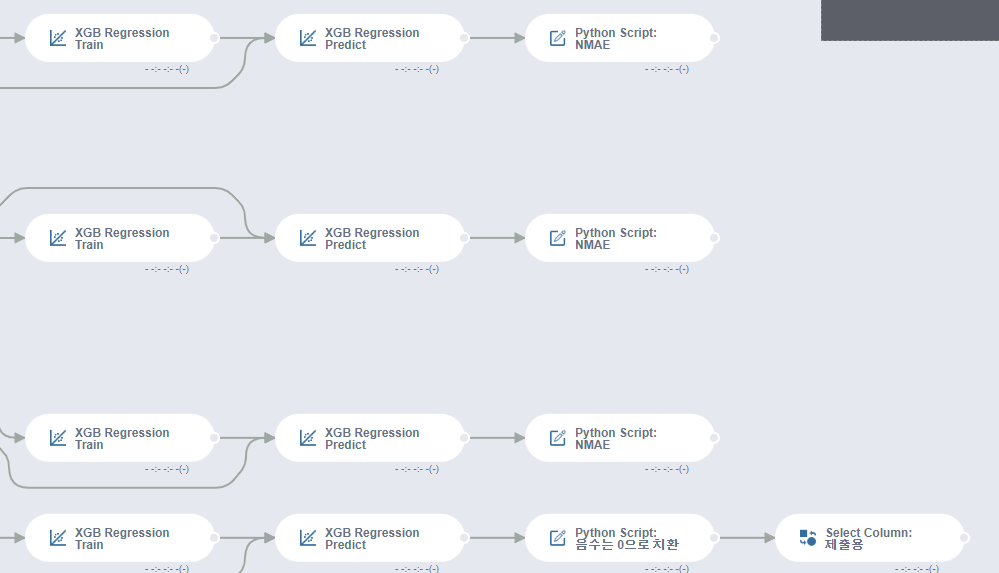 XGB Regression
Train
XGB Regression
Predict
Python Script:
NMAE
- -:- -:- -(-)
- -:- -:- -(-)
- -:- -:- -(-)
XGB Regression
Train
XGB Regression
Predict
Python Script:
NMAE
- -:- -:- -(-)
- -:- -:- -(-)
- -:- -:- -(-)
XGB Regression
Train
XGB Regression
Predict
Python Script:
NMAE
- -:- -:- -(-)
- -:- -:- -(-)
- -:- -:- -(-)
XGB Regression
Train
XGB Regression
Predict
Python Script:
음수는 0으로 치환
Select Column:
제출용
- -:- -:- -(-)
- -:- -:- -(-)
- -:- -:- -(-)
- -:- -:- -(-)